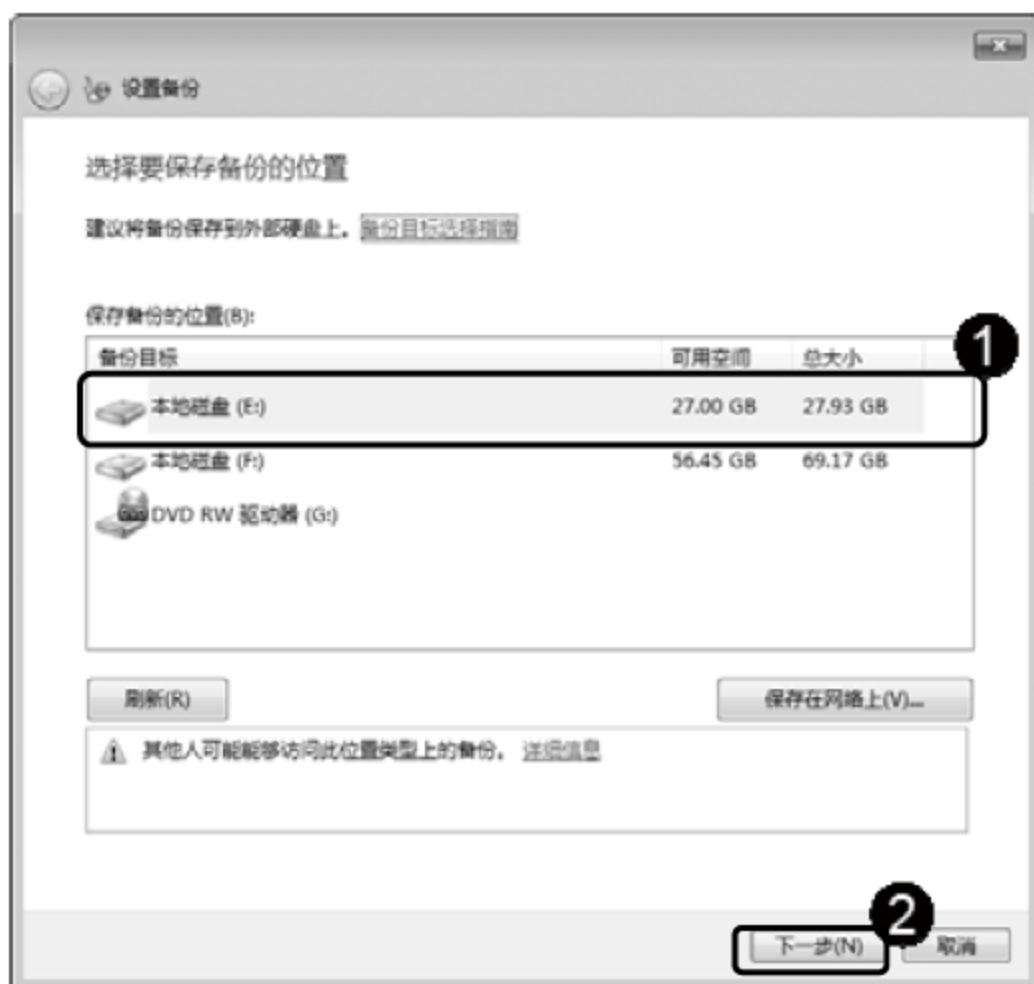 设置备份
选择要保存备份的位置
建议将备份保存到外部硬盘上。 备份目标选择指南
保存备份的位置(B):
备份目标 可用空间 总大小
1
本地磁盘 (E:) 27.00 GB 27.93 GB
本地磁盘 (F:) 56.45 GB 69.17 GB
DVD RW 驱动器 (G:)
刷新(R) 保存在网络上(V)...
其他人可能能够访问此位置类型上的备份。 详细信息
2
下一步(N) 取消